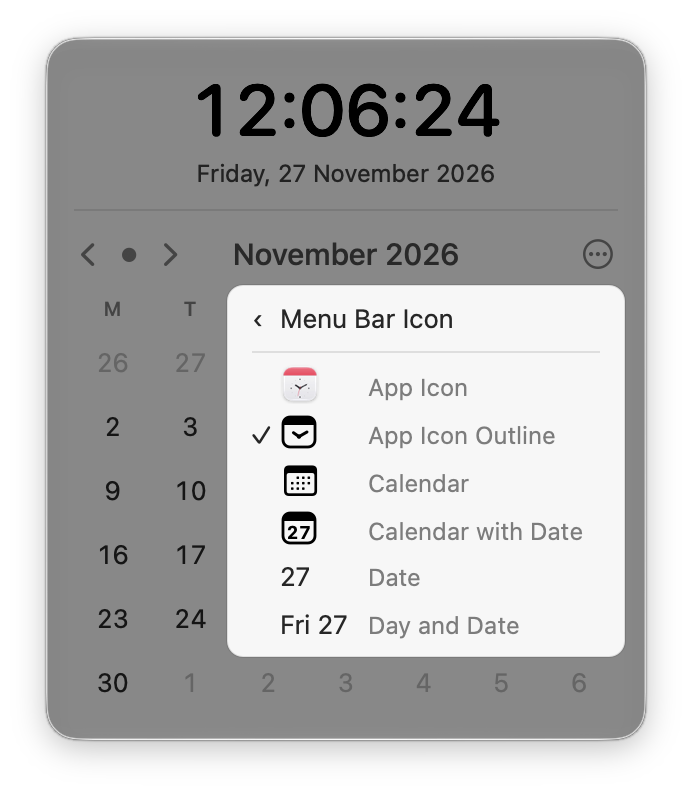 12:06:24
Friday, 27 November 2026
November 2026
M T
‹ Menu Bar Icon
26 27
App Icon
2 3
✓ App Icon Outline
Calendar
9 10
27 Calendar with Date
16 17
27 Date
23 24
Fri 27 Day and Date
30 1 2 3 4 5 6